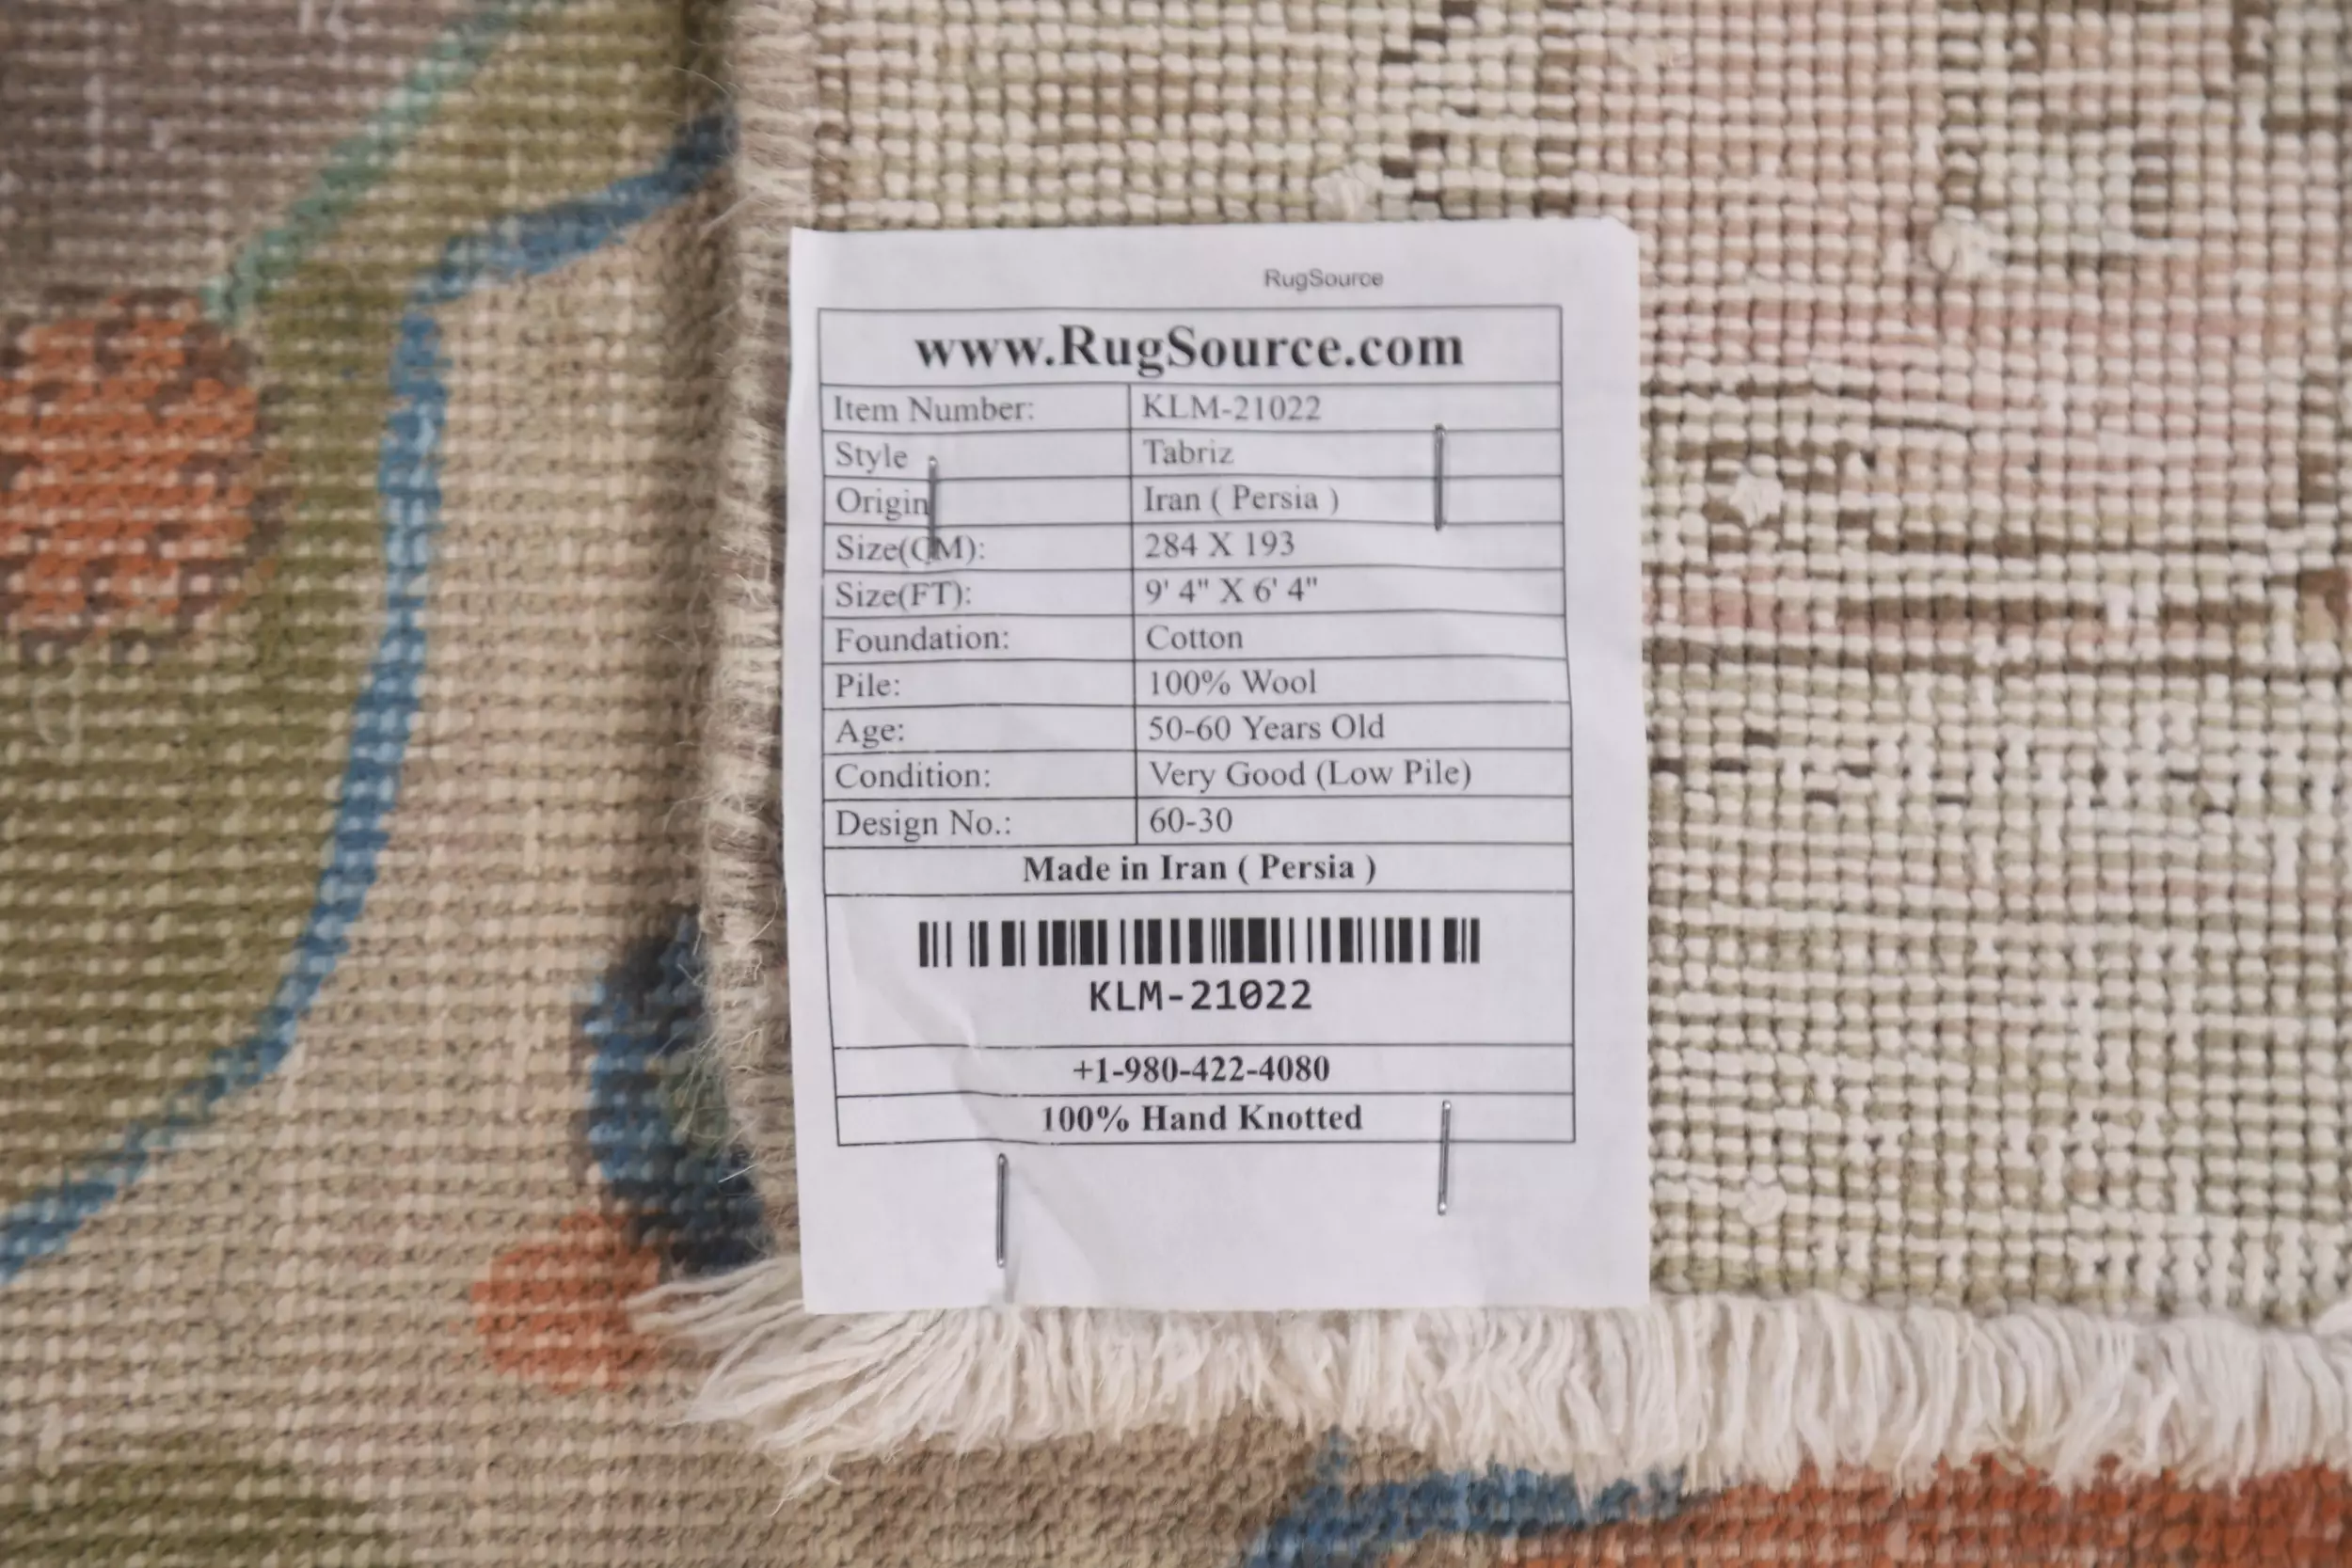 RugSource
www.RugSource.com
Item Number: KLM-21022
Style Tabriz
Origin Iran ( Persia )
Size(CM): 284 X 193
Size(FT): 9' 4" X 6' 4"
Foundation: Cotton
Pile: 100% Wool
Age: 50-60 Years Old
Condition: Very Good (Low Pile)
Design No.: 60-30
Made in Iran ( Persia )
KLM-21022
+1-980-422-4080
100% Hand Knotted